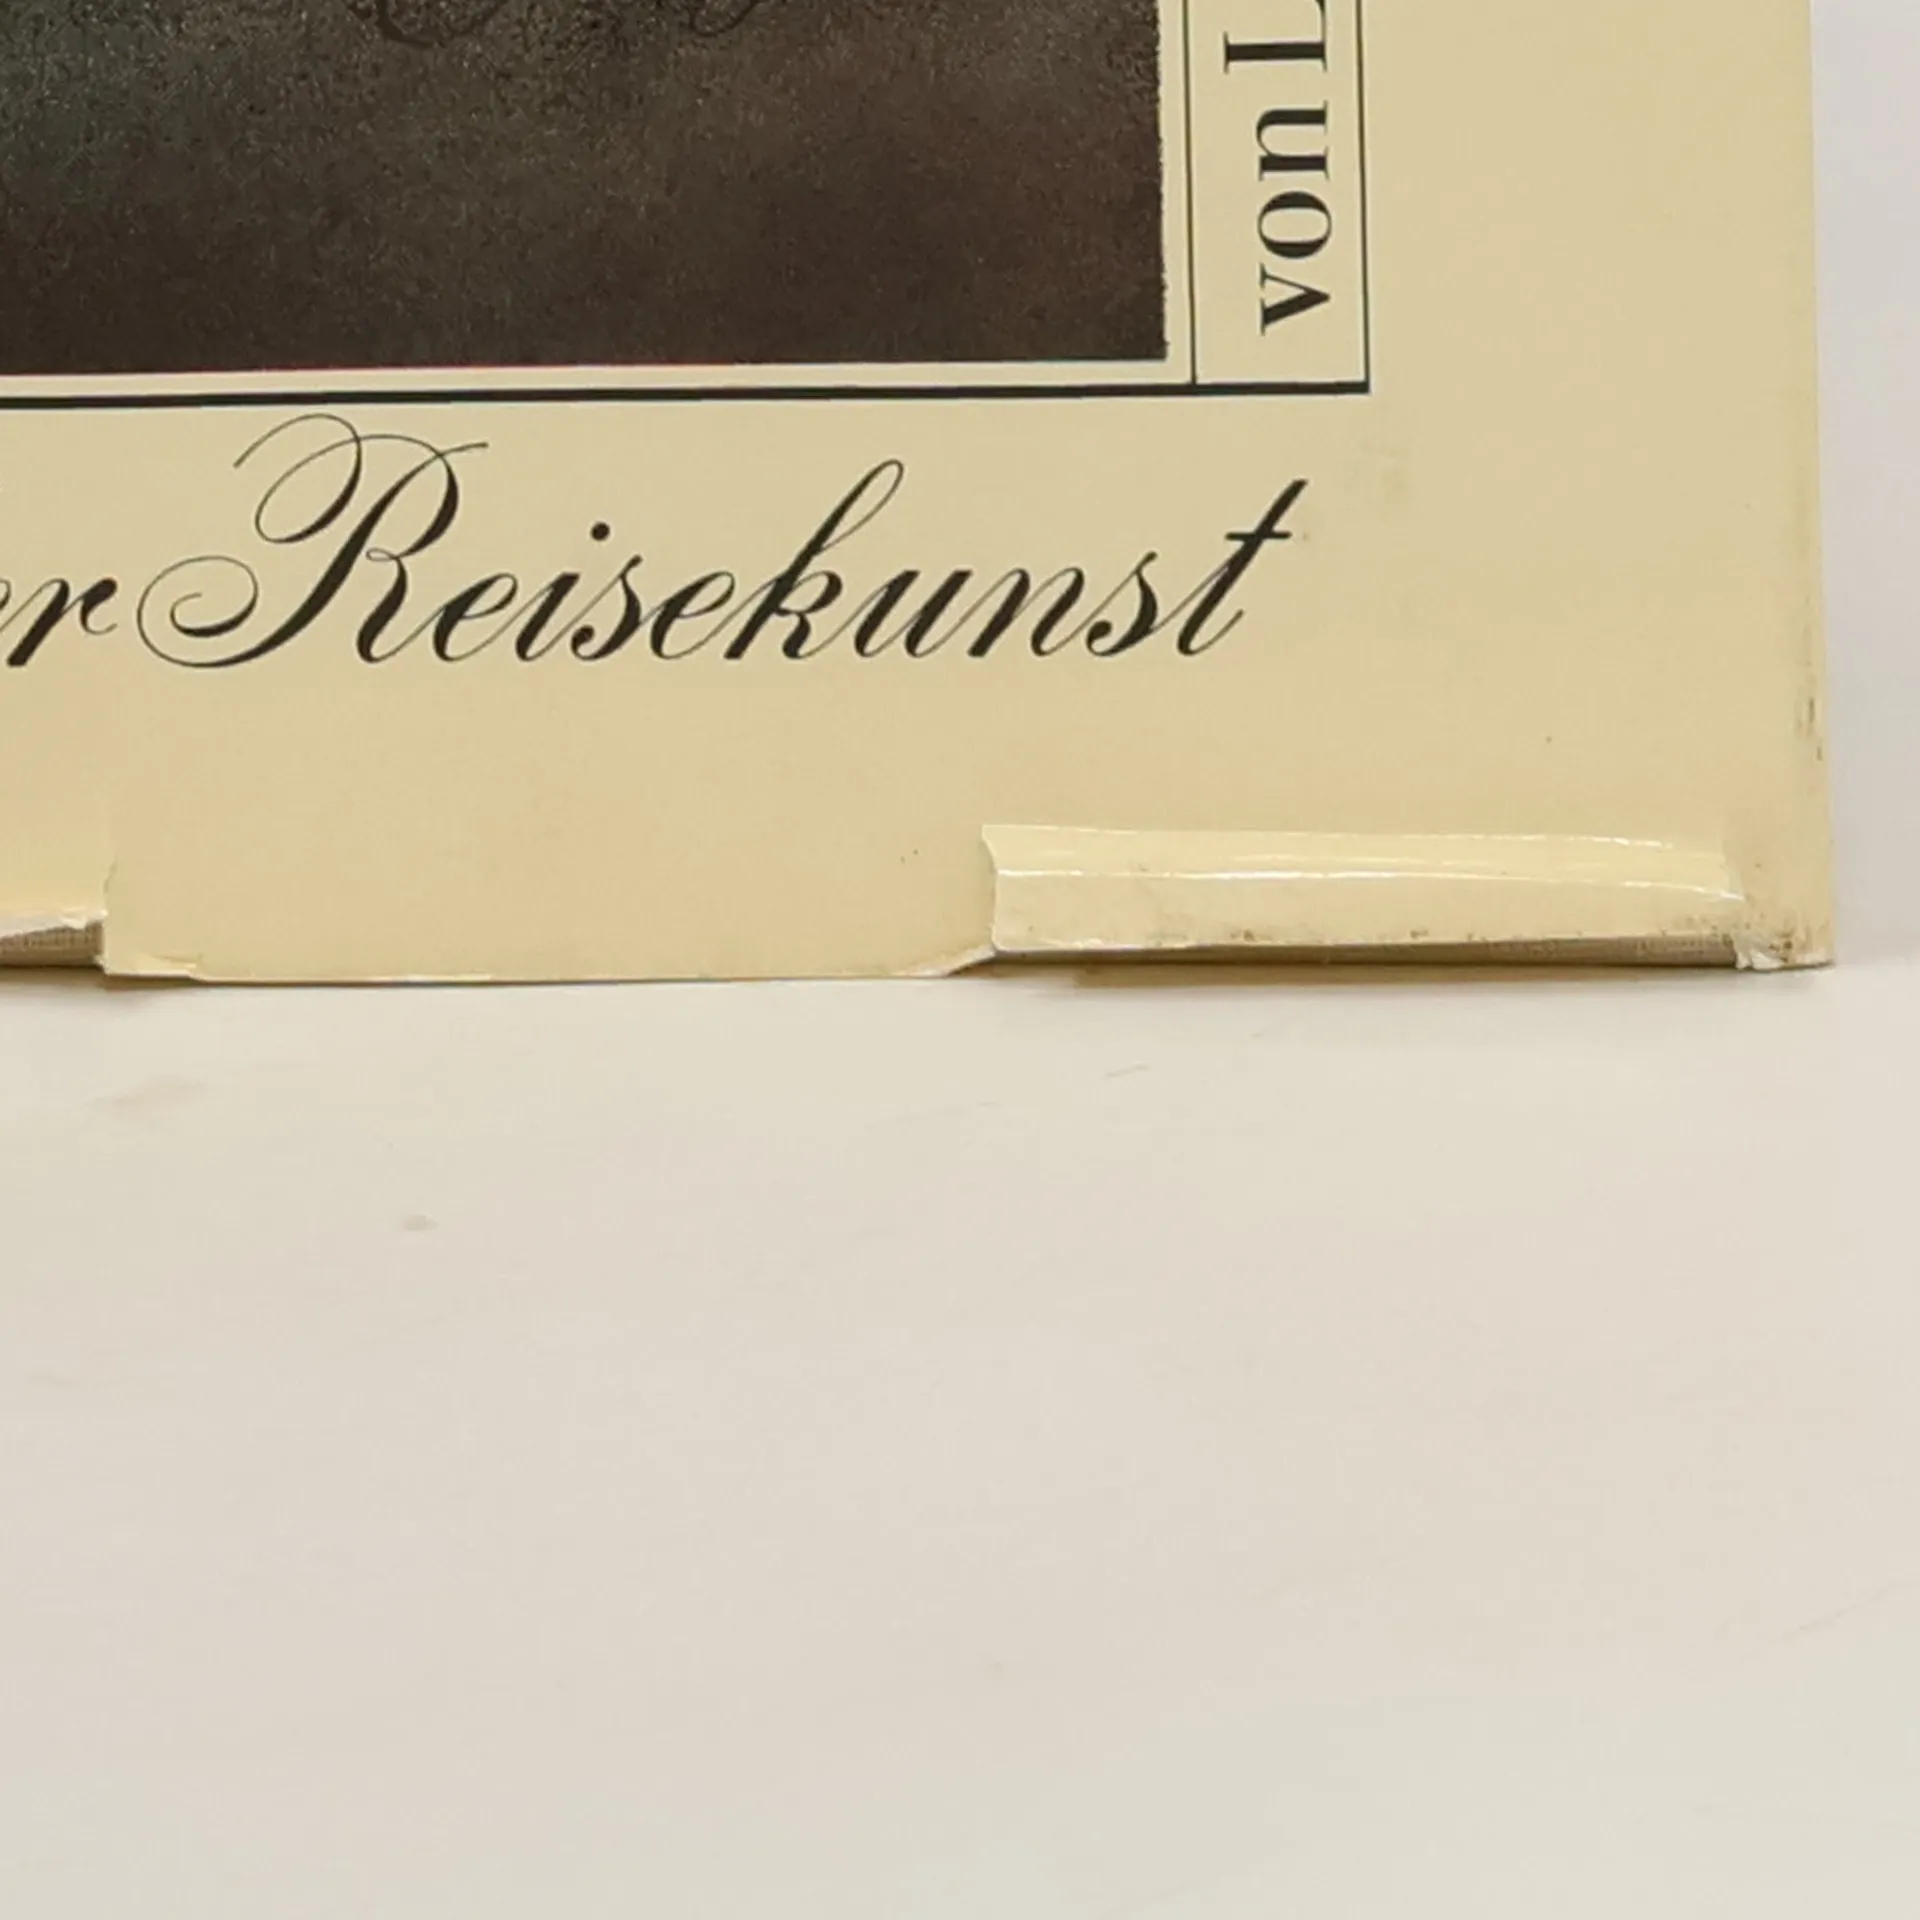 von L
er Reisekunst